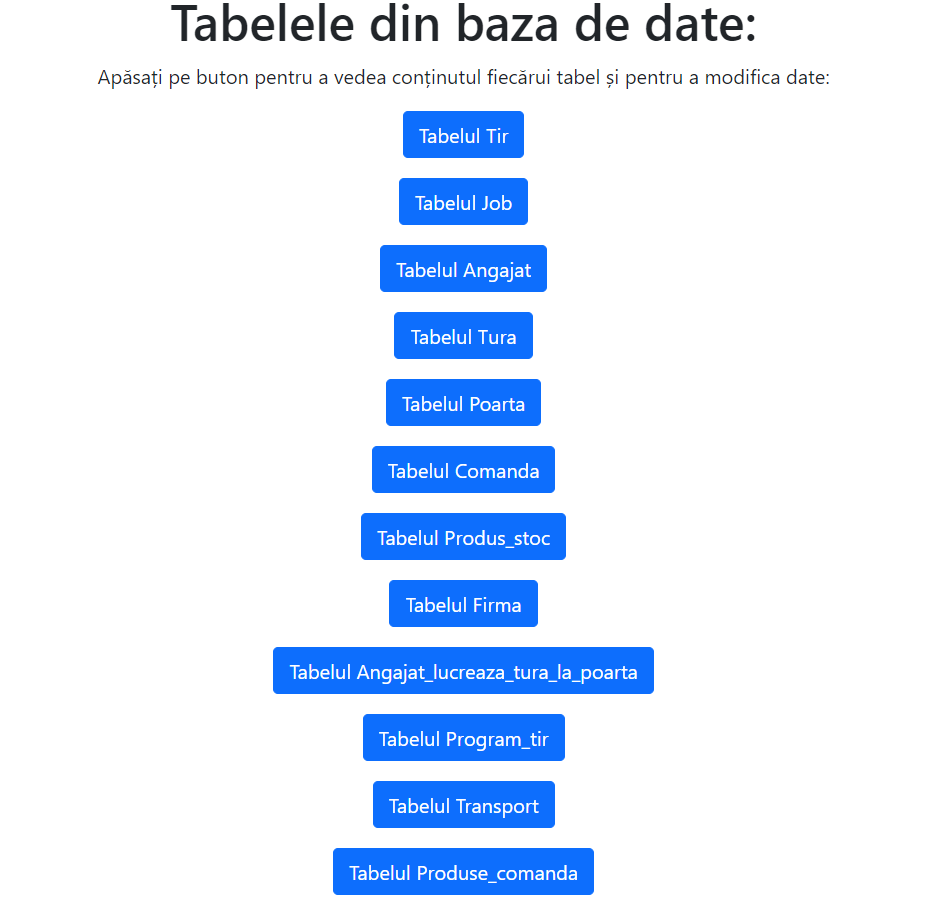 Tabelele din baza de date:
Apăsați pe buton pentru a vedea conținutul fiecărui tabel și pentru a modifica date:
Tabelul Tir
Tabelul Job
Tabelul Angajat
Tabelul Tura
Tabelul Poarta
Tabelul Comanda
Tabelul Produs_stoc
Tabelul Firma
Tabelul Angajat_lucreaza_tura_la_poarta
Tabelul Program_tir
Tabelul Transport
Tabelul Produse_comanda